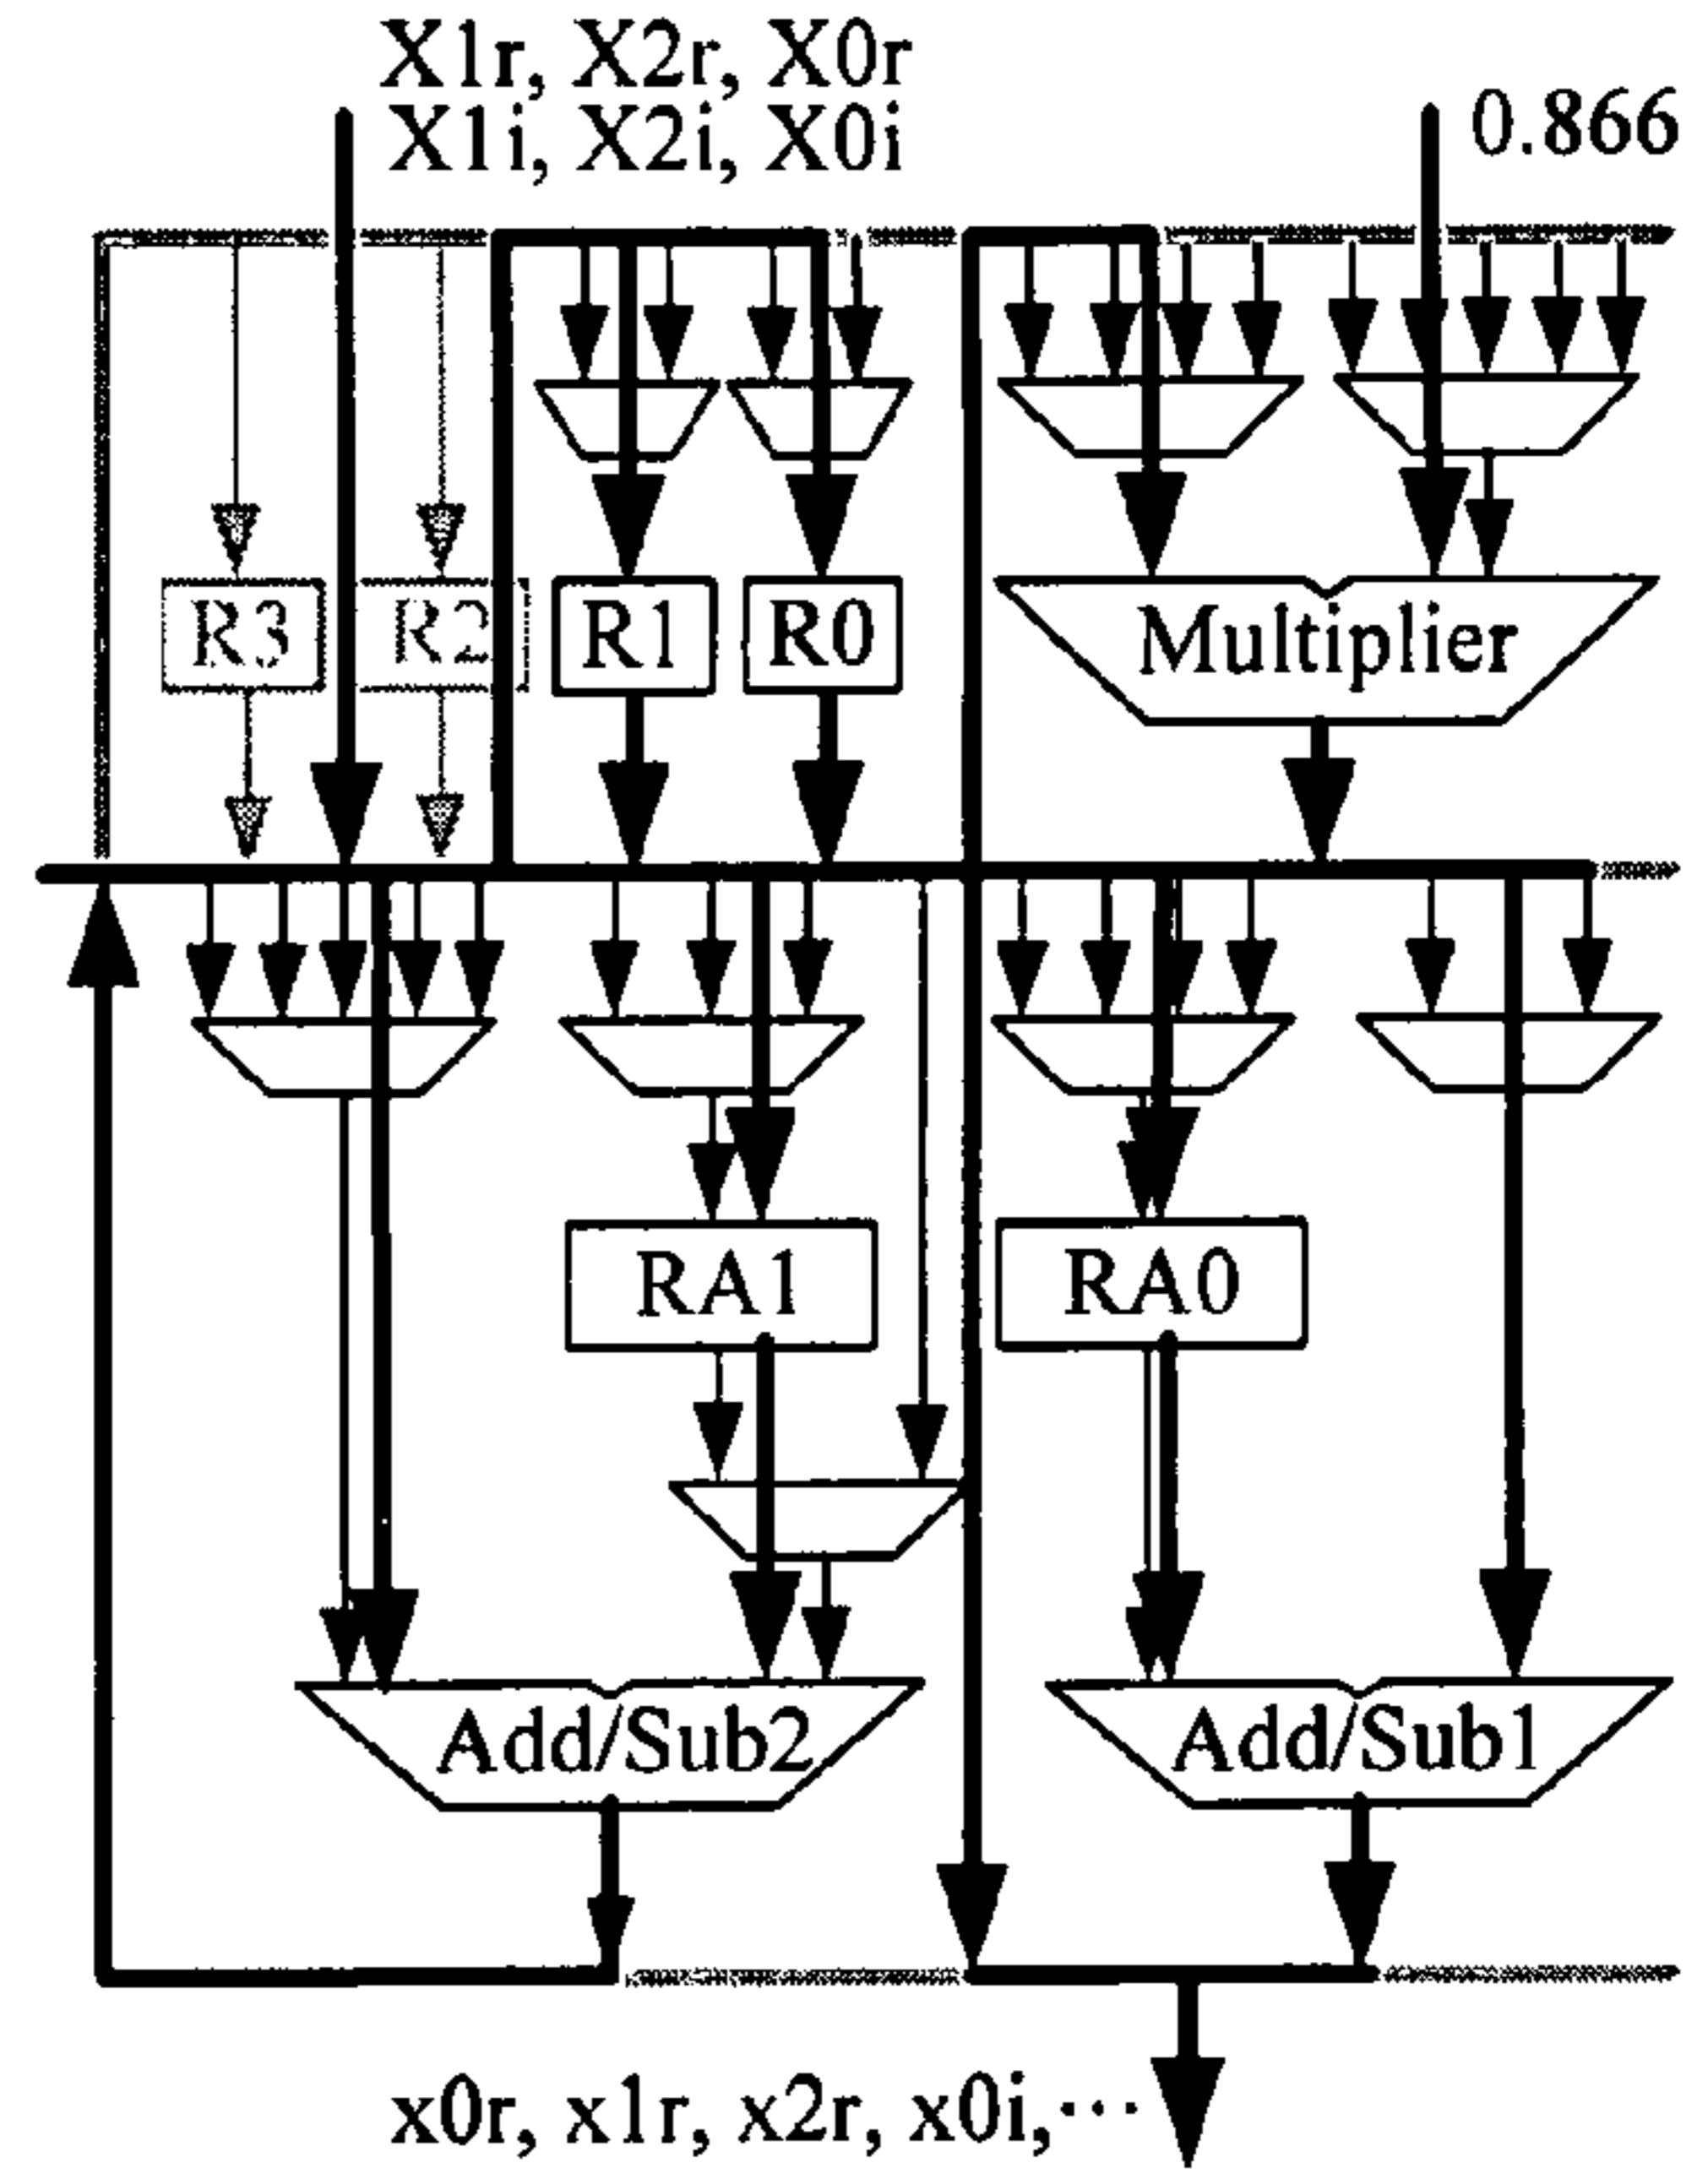 X1r, X2r, X0r
X1i, X2i, X0i
0.866
R3
R2
R1
R0
Multiplier
RA1
RA0
Add/Sub2
Add/Sub1
x0r, x1r, x2r, x0i,···